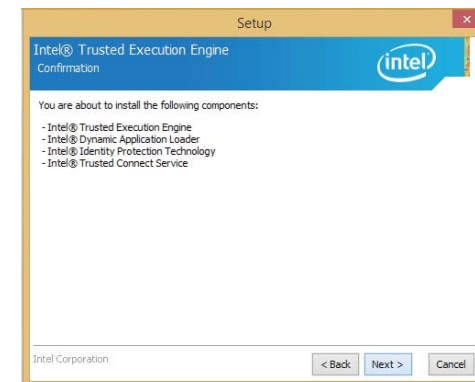 Setup
Intel® Trusted Execution Engine
Confirmation
intel
You are about to install the following components:
- Intel® Trusted Execution Engine
- Intel® Dynamic Application Loader
- Intel® Identity Protection Technology
- Intel® Trusted Connect Service
Intel Corporation
< Back Next > Cancel